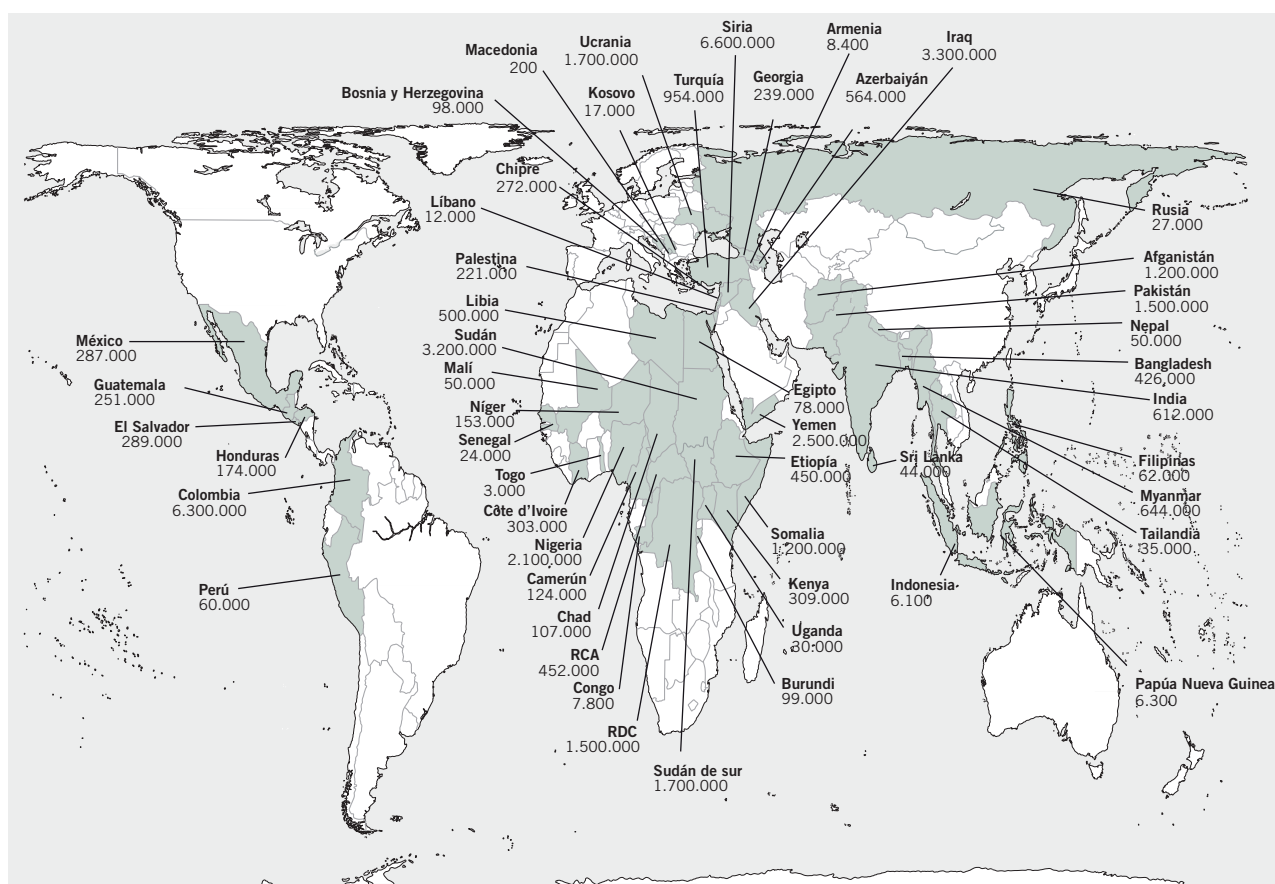 Siria
6.600.000
Armenia
8.400
Iraq
3.300.000
Ucrania
1.700.000
Macedonia
200
Turquía
954.000
Georgia
239.000
Azerbaiyán
564.000
Bosnia y Herzegovina
98.000
Kosovo
17.000
Chipre
272.000
Líbano
12.000
Rusia
27.000
Palestina
221.000
Afganistán
1.200.000
Libia
500.000
Pakistán
1.500.000
Sudán
3.200.000
Nepal
50.000
México
287.000
Malí
50.000
Bangladesh
426,000
Guatemala
251.000
Egipto
78.000
India
612.000
Níger
153.000
El Salvador
289.000
Yemen
2.500.000
Senegal
24.000
Honduras
174.000
Etiopía
450.000
Sri Lanka
44.000
Filipinas
62.000
Togo
3.000
Colombia
6.300.000
Myanmar
644.000
Côte d’Ivoire
303.000
Somalia
1.200.000
Tailandia
35.000
Nigeria
2.100.000
Camerún
124.000
Kenya
309.000
Indonesia
6.100
Perú
60.000
Chad
107.000
Uganda
30.000
RCA
452.000
Congo
7.800
Burundi
99.000
Papúa Nueva Guinea
6.300
RDC
1.500.000
Sudán de sur
1.700.000